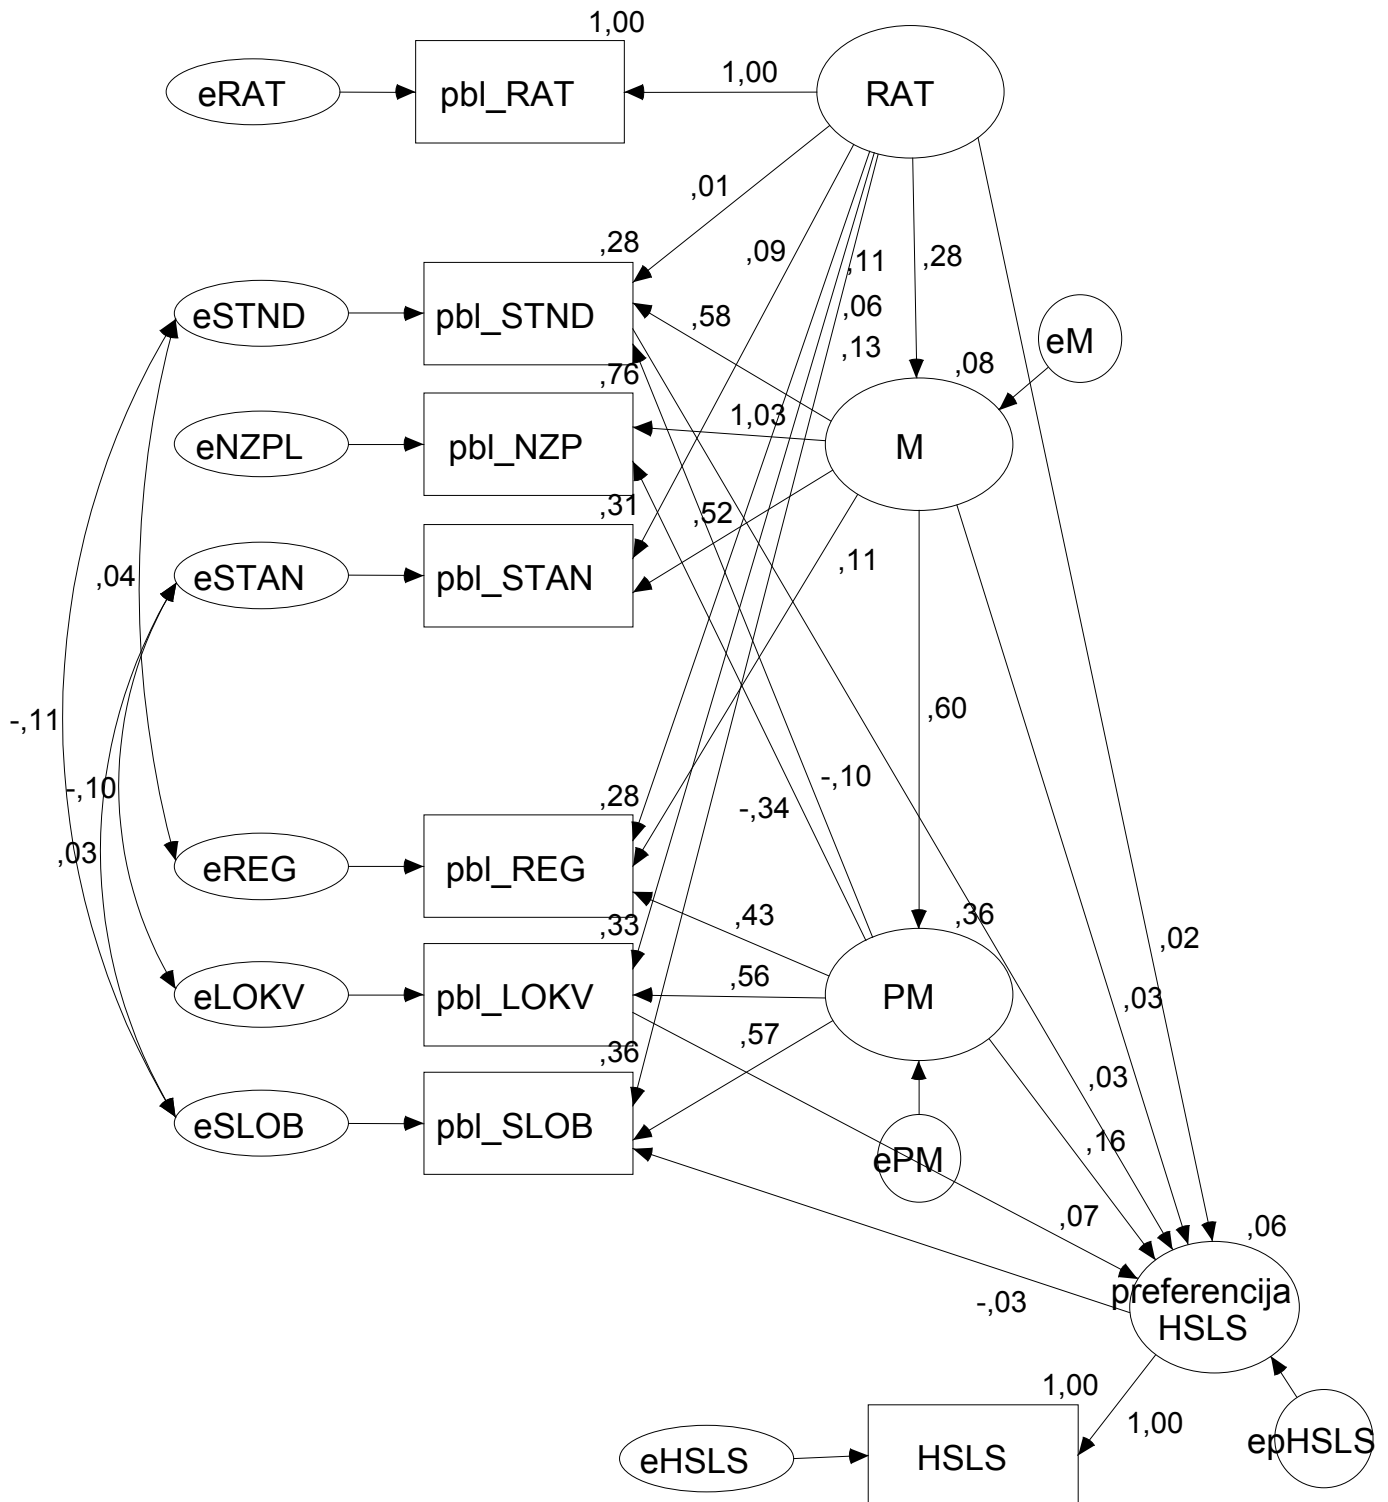 1,00
eRAT
pbl_RAT
1,00
RAT
,01
,28
,09
,11
,28
eSTND
pbl_STND
,58
,06
,13
eM
,76
,08
eNZPL
pbl_NZP
1,03
M
,31
,52
,04
eSTAN
pbl_STAN
,11
-,11
,60
-,10
,28
-,34
-,10
,03
eREG
pbl_REG
,43
,36
,33
,02
eLOKV
pbl_LOKV
,56
PM
,03
,36
,57
,03
eSLOB
pbl_SLOB
ePM
,16
,07
,06
-,03
preferencija
HSLS
1,00
1,00
eHSLS
HSLS
epHSLS